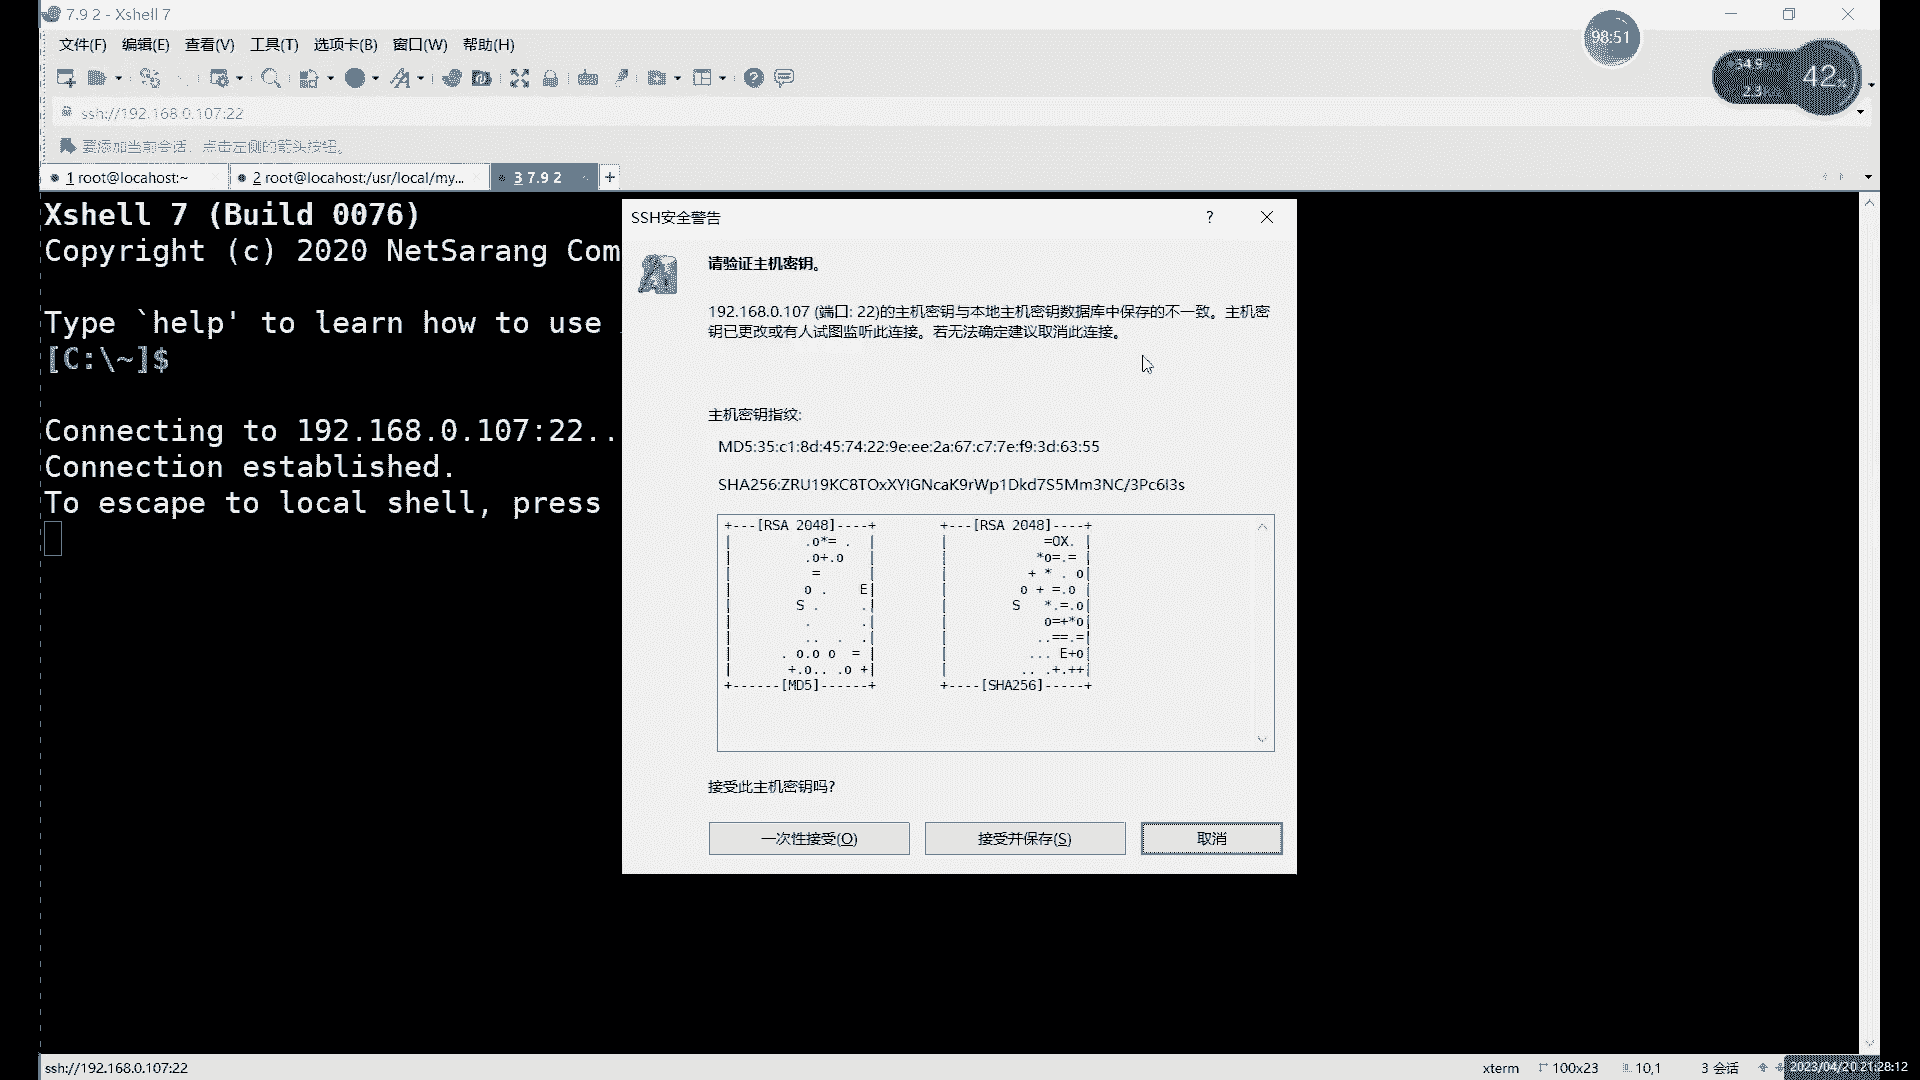 7.9 2 - Xshell 7
98:51
文件(F) 编辑(E) 查看(V) 工具(T) 选项卡(B) 窗口(W) 帮助(H)
34.9
42%
2.3
ssh://192.168.0.107:22
要添加当前会话，点击左侧的箭头按钮。
1 root@locahost:~
2 root@locahost:/usr/local/my...
3 7.9 2
+
Xshell 7 (Build 0076)
Copyright (c) 2020 NetSarang Com
Type `help' to learn how to use
[C:\~]$
Connecting to 192.168.0.107:22..
Connection established.
To escape to local shell, press
SSH安全警告
请验证主机密钥。
192.168.0.107 (端口: 22)的主机密钥与本地主机密钥数据库中保存的不一致。主机密
钥已更改或有人试图监听此连接。若无法确定建议取消此连接。
主机密钥指纹:
MD5:35:c1:8d:45:74:22:9e:ee:2a:67:c7:7e:f9:3d:63:55
SHA256:ZRU19KC8TOxXYIGNcaK9rWp1Dkd7S5Mm3NC/3Pc6I3s
+---[RSA 2048]----+ +---[RSA 2048]----+
| .o*= . | | =OX. |
| .o+.o | | *o=.= |
| = | | + * . o|
| o . E| | o + =.o |
| S . .| | S *.=.o|
| . .| | o=+*o|
| .. . .| | ..==.=|
| . o.o o = | | ... E+o|
| +.o.. .o +| | .. .+.++|
+------[MD5]------+ +----[SHA256]-----+
接受此主机密钥吗?
一次性接受(O) 接受并保存(S) 取消
ssh://192.168.0.107:22
xterm 100x23 10,1 3 会话
2023/04/20 21:28:12